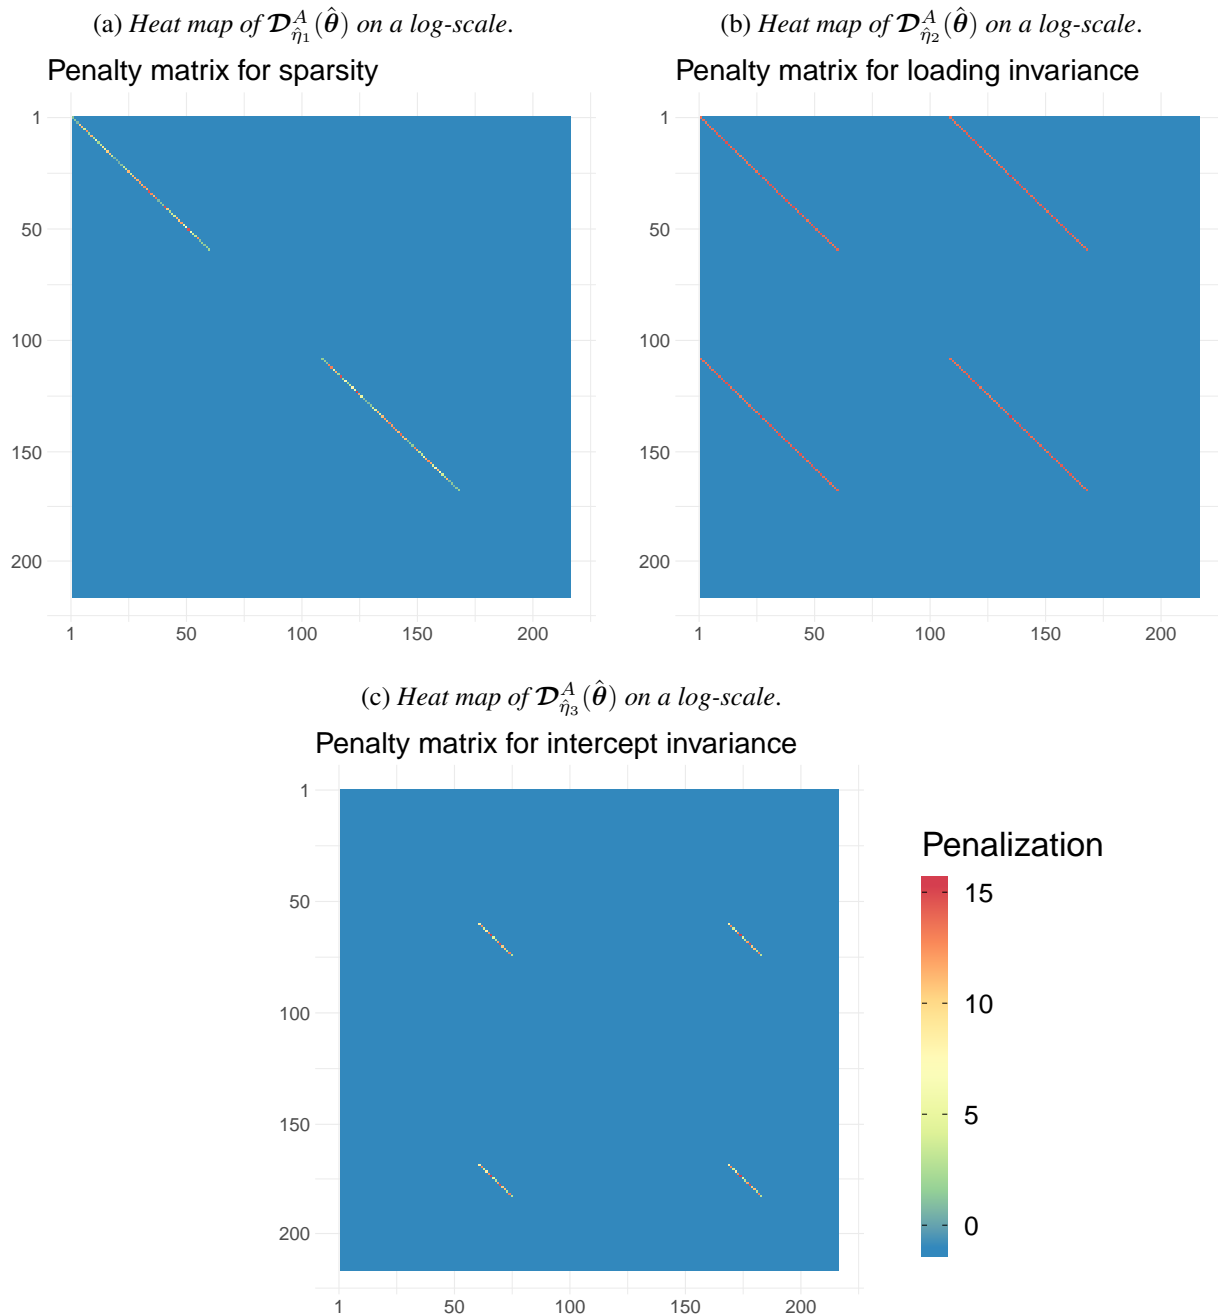 (a) Heat map of 𝓓^A_{η̂_1}(θ̂) on a log-scale.
(b) Heat map of 𝓓^A_{η̂_2}(θ̂) on a log-scale.
Penalty matrix for sparsity
Penalty matrix for loading invariance
1
50
100
150
200
1 50 100 150 200
1
50
100
150
200
1 50 100 150 200
(c) Heat map of 𝓓^A_{η̂_3}(θ̂) on a log-scale.
Penalty matrix for intercept invariance
1
50
100
150
200
1 50 100 150 200
Penalization
15
10
5
0